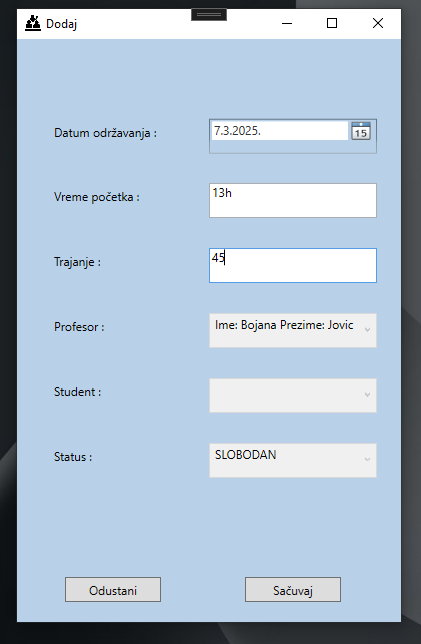 Dodaj
Datum održavanja :
7.3.2025.
15
Vreme početka :
13h
Trajanje :
45
Profesor :
Ime: Bojana Prezime: Jovic
Student :
Status :
SLOBODAN
Odustani
Sačuvaj